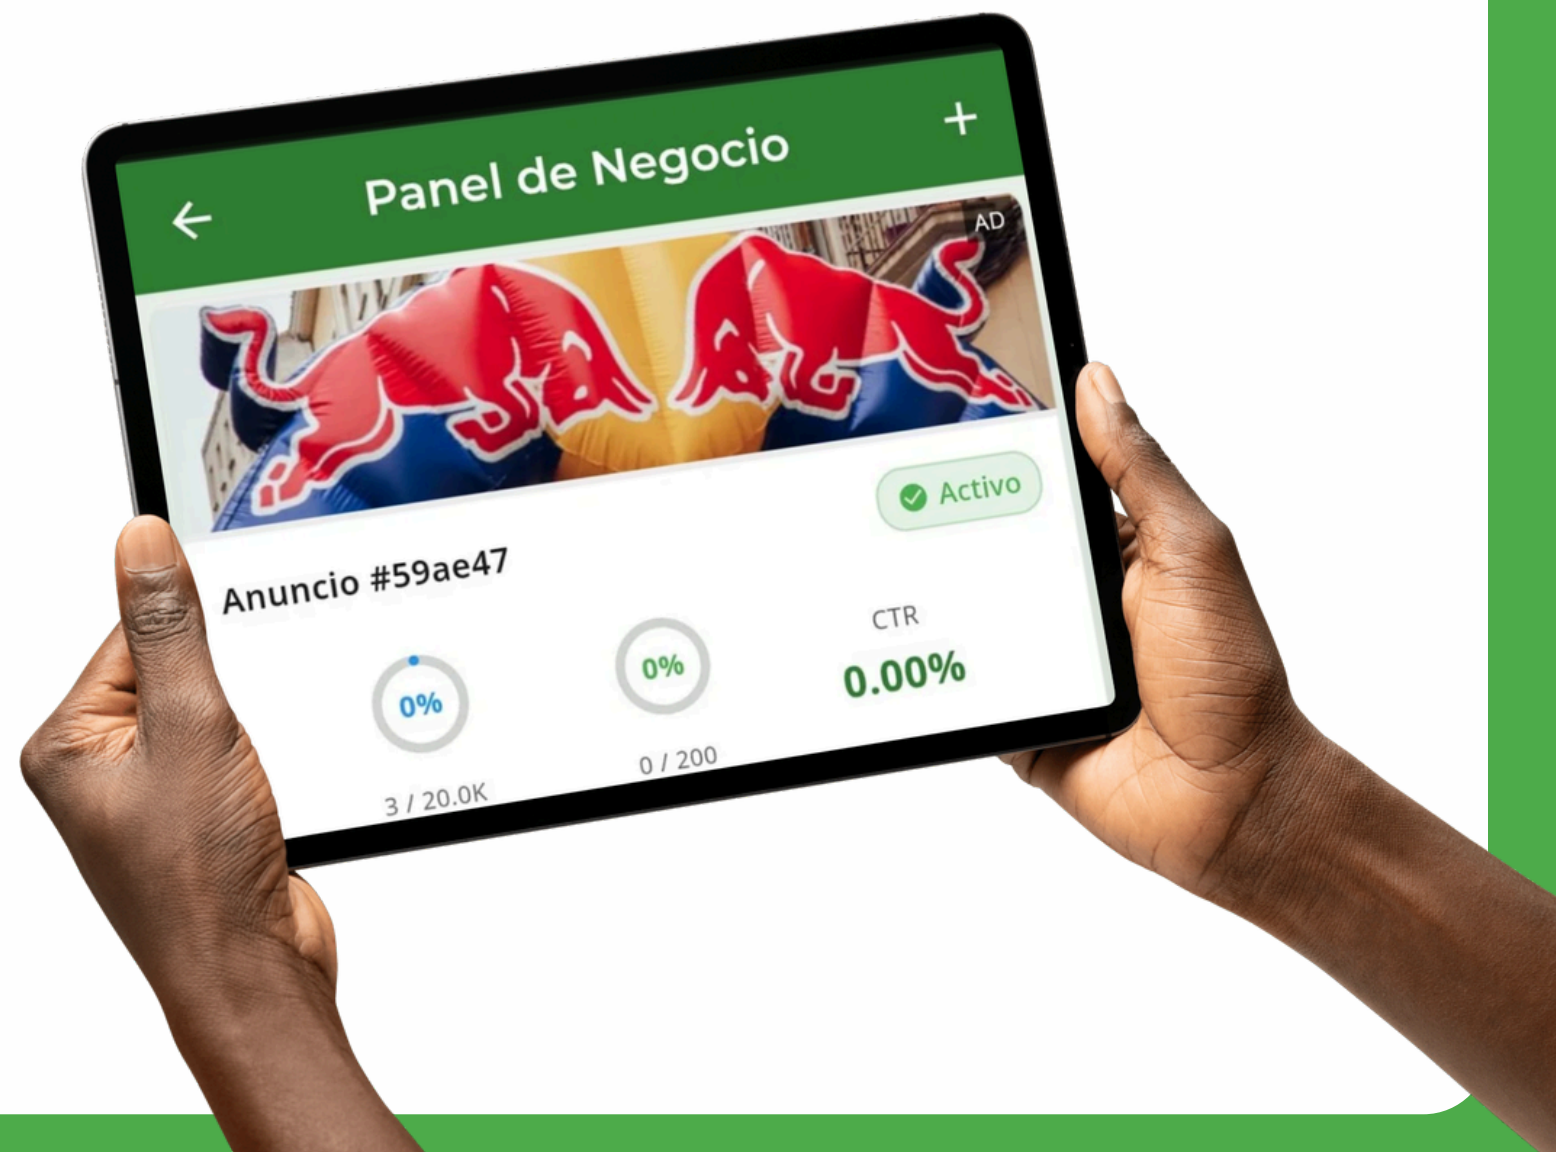 Panel de Negocio
AD
Activo
Anuncio #59ae47
0%
0%
CTR
0.00%
3 / 20.0K
0 / 200